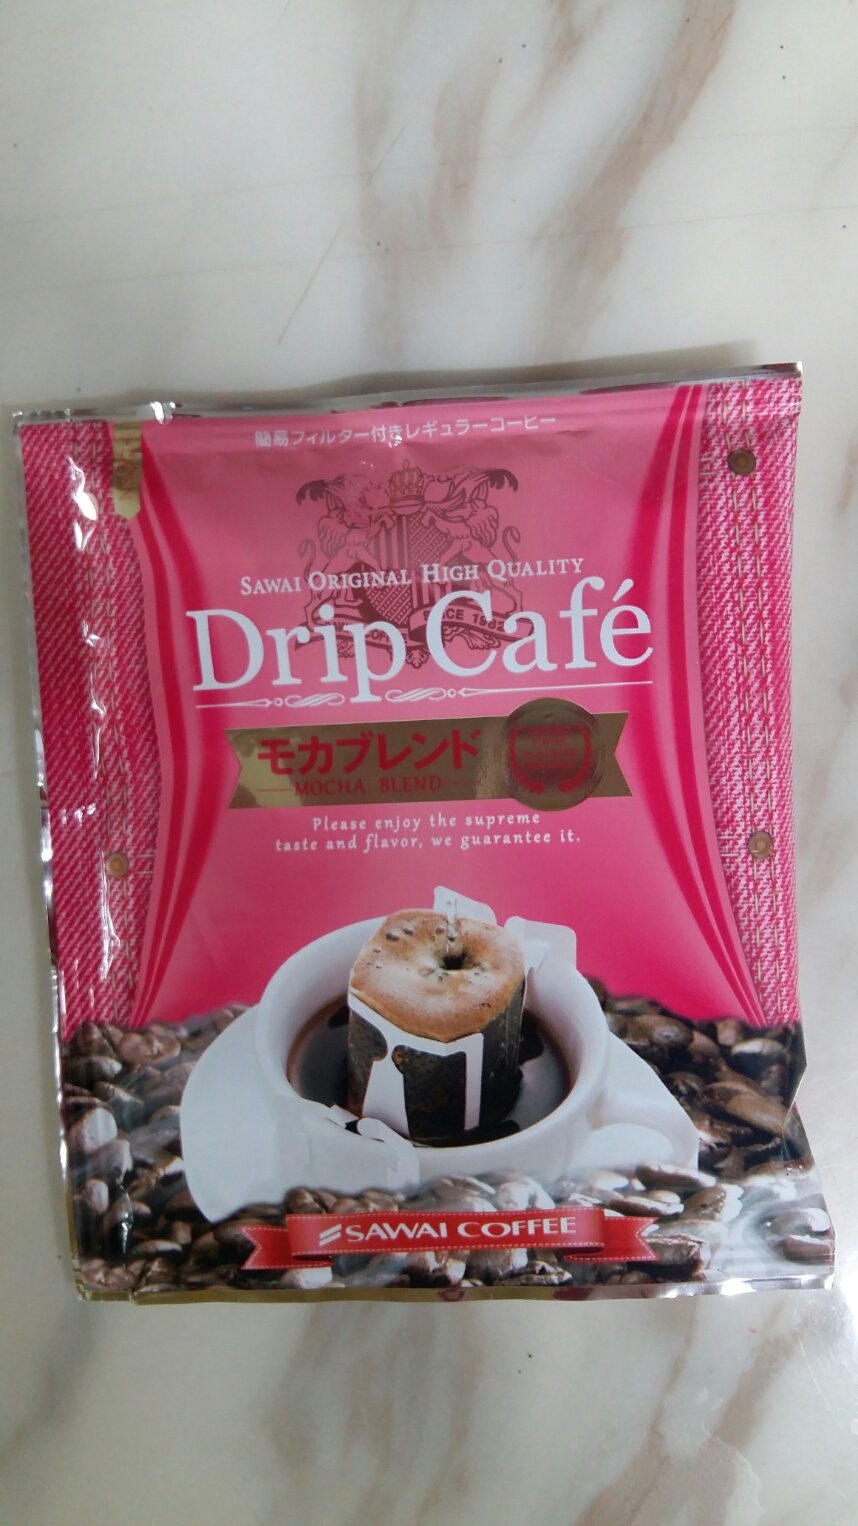 簡易フィルター付きレギュラーコーヒー
SAWAI ORIGINAL HIGH QUALITY
SINCE 1982
Drip Café
モカブレンド
MOCHA BLEND
Please enjoy the supreme
taste and flavor, we guarantee it.
SAWAI COFFEE